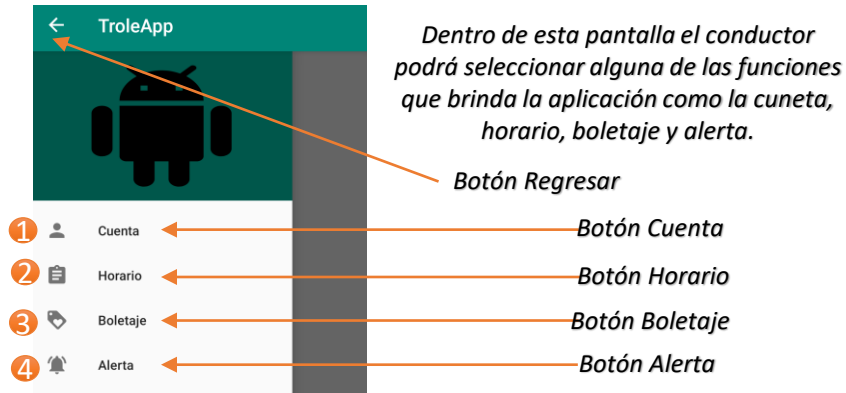 TroleApp
Dentro de esta pantalla el conductor
podrá seleccionar alguna de las funciones
que brinda la aplicación como la cuneta,
horario, boletaje y alerta.
Botón Regresar
1 Cuenta Botón Cuenta
2 Horario Botón Horario
3 Boletaje Botón Boletaje
4 Alerta Botón Alerta